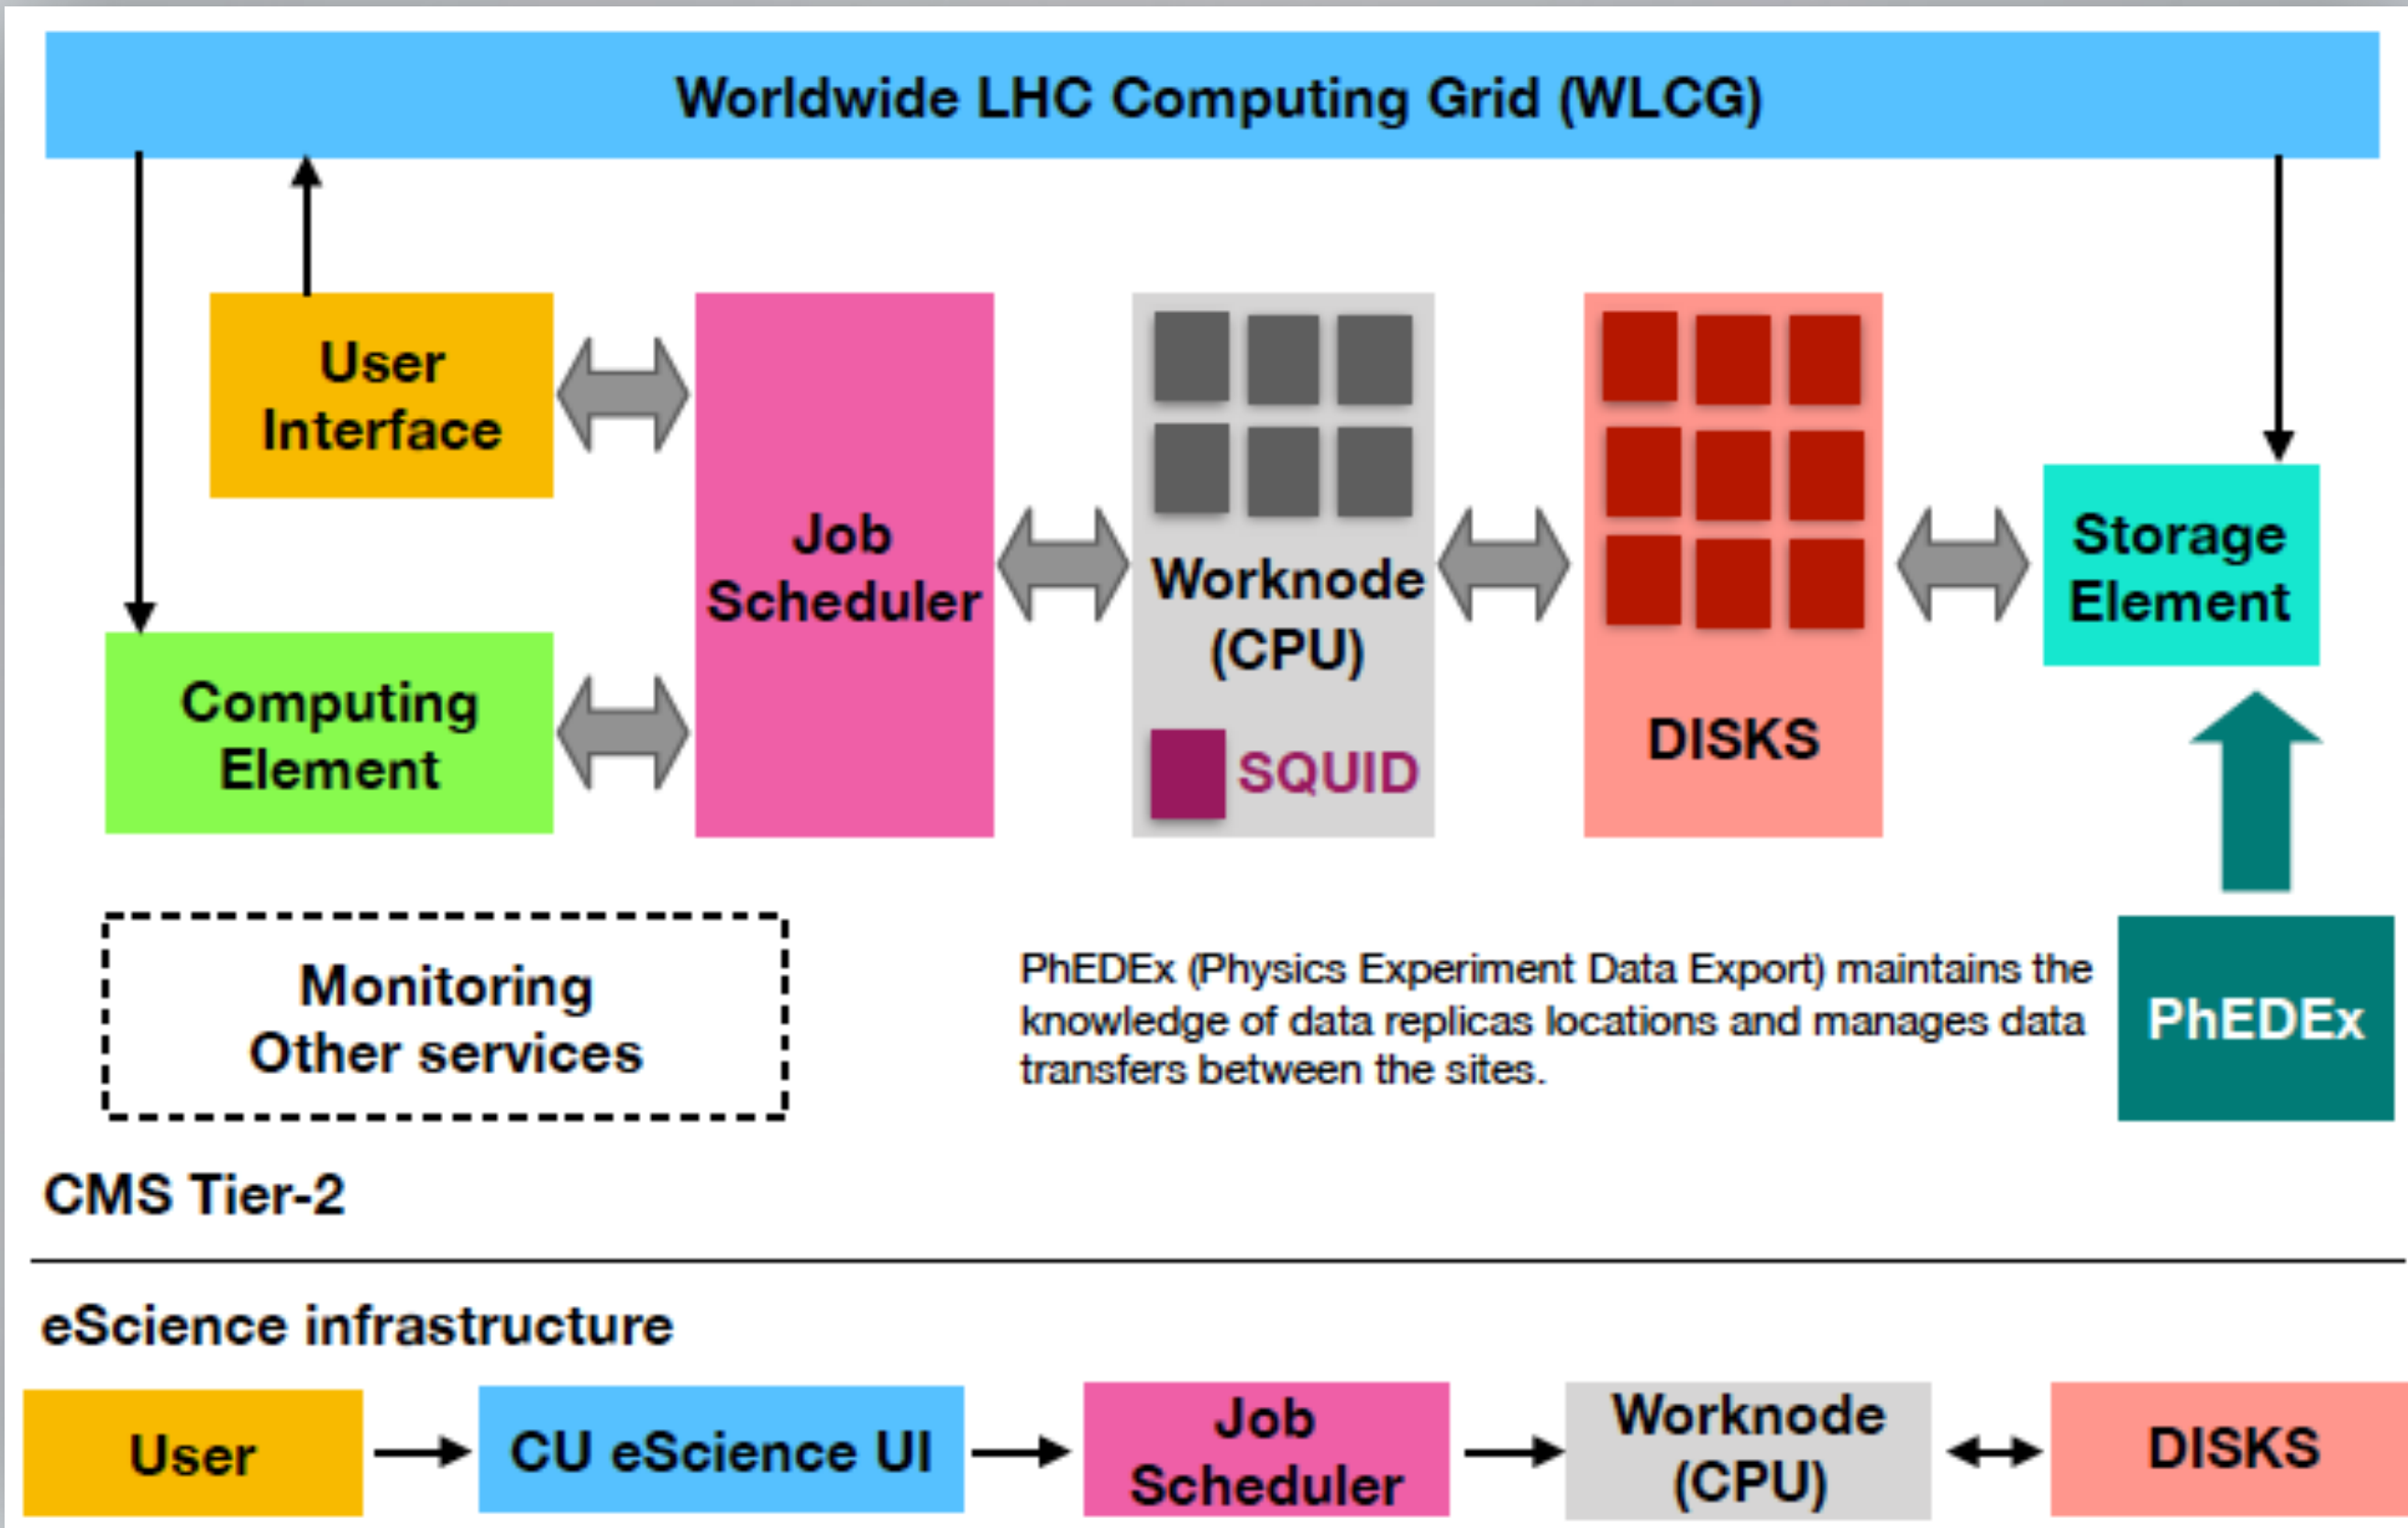 Worldwide LHC Computing Grid (WLCG)
User
Interface
Job
Scheduler
Worknode
(CPU)
SQUID
DISKS
Storage
Element
Computing
Element
Monitoring
Other services
PhEDEx (Physics Experiment Data Export) maintains the
knowledge of data replicas locations and manages data
transfers between the sites.
PhEDEx
CMS Tier-2
eScience infrastructure
User
CU eScience UI
Job
Scheduler
Worknode
(CPU)
DISKS